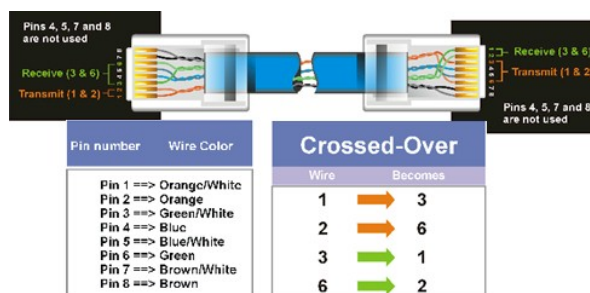 Pins 4, 5, 7 and 8
are not used
Receive (3 & 6)
Transmit (1 & 2)
Receive (3 & 6)
Transmit (1 & 2)
Pins 4, 5, 7 and 8
are not used
Pin number Wire Color
Pin 1 ==> Orange/White
Pin 2 ==> Orange
Pin 3 ==> Green/White
Pin 4 ==> Blue
Pin 5 ==> Blue/White
Pin 6 ==> Green
Pin 7 ==> Brown/White
Pin 8 ==> Brown
Crossed-Over
Wire Becomes
1 3
2 6
3 1
6 2